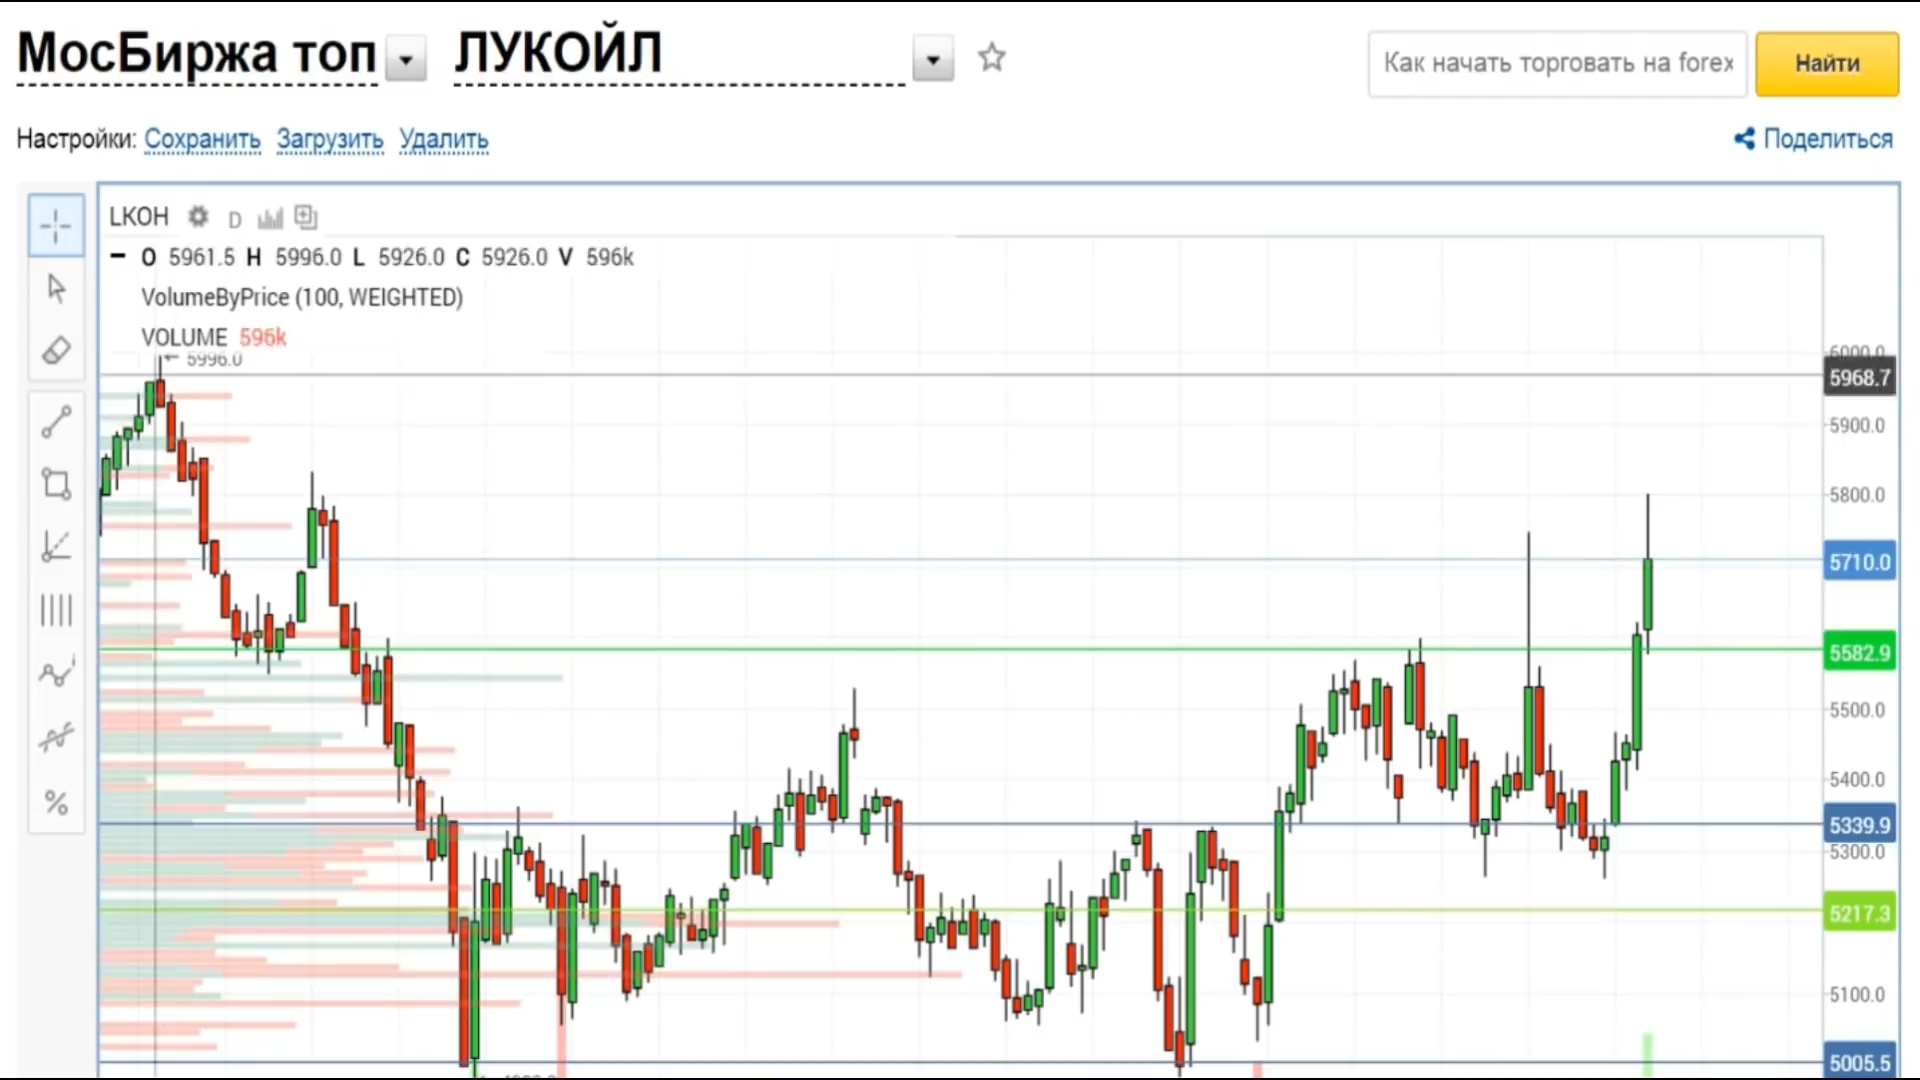 МосБиржа топ ЛУКОЙЛ Как начать торговать на forex Найти
Настройки: Сохранить Загрузить Удалить Поделиться
LKOH D
O 5961.5 H 5996.0 L 5926.0 C 5926.0 V 596k
VolumeByPrice (100, WEIGHTED)
VOLUME 596k
← 5996.0
6000.0
5968.7
5900.0
5800.0
5710.0
5582.9
5500.0
5400.0
5339.9
5300.0
5217.3
5100.0
5005.5